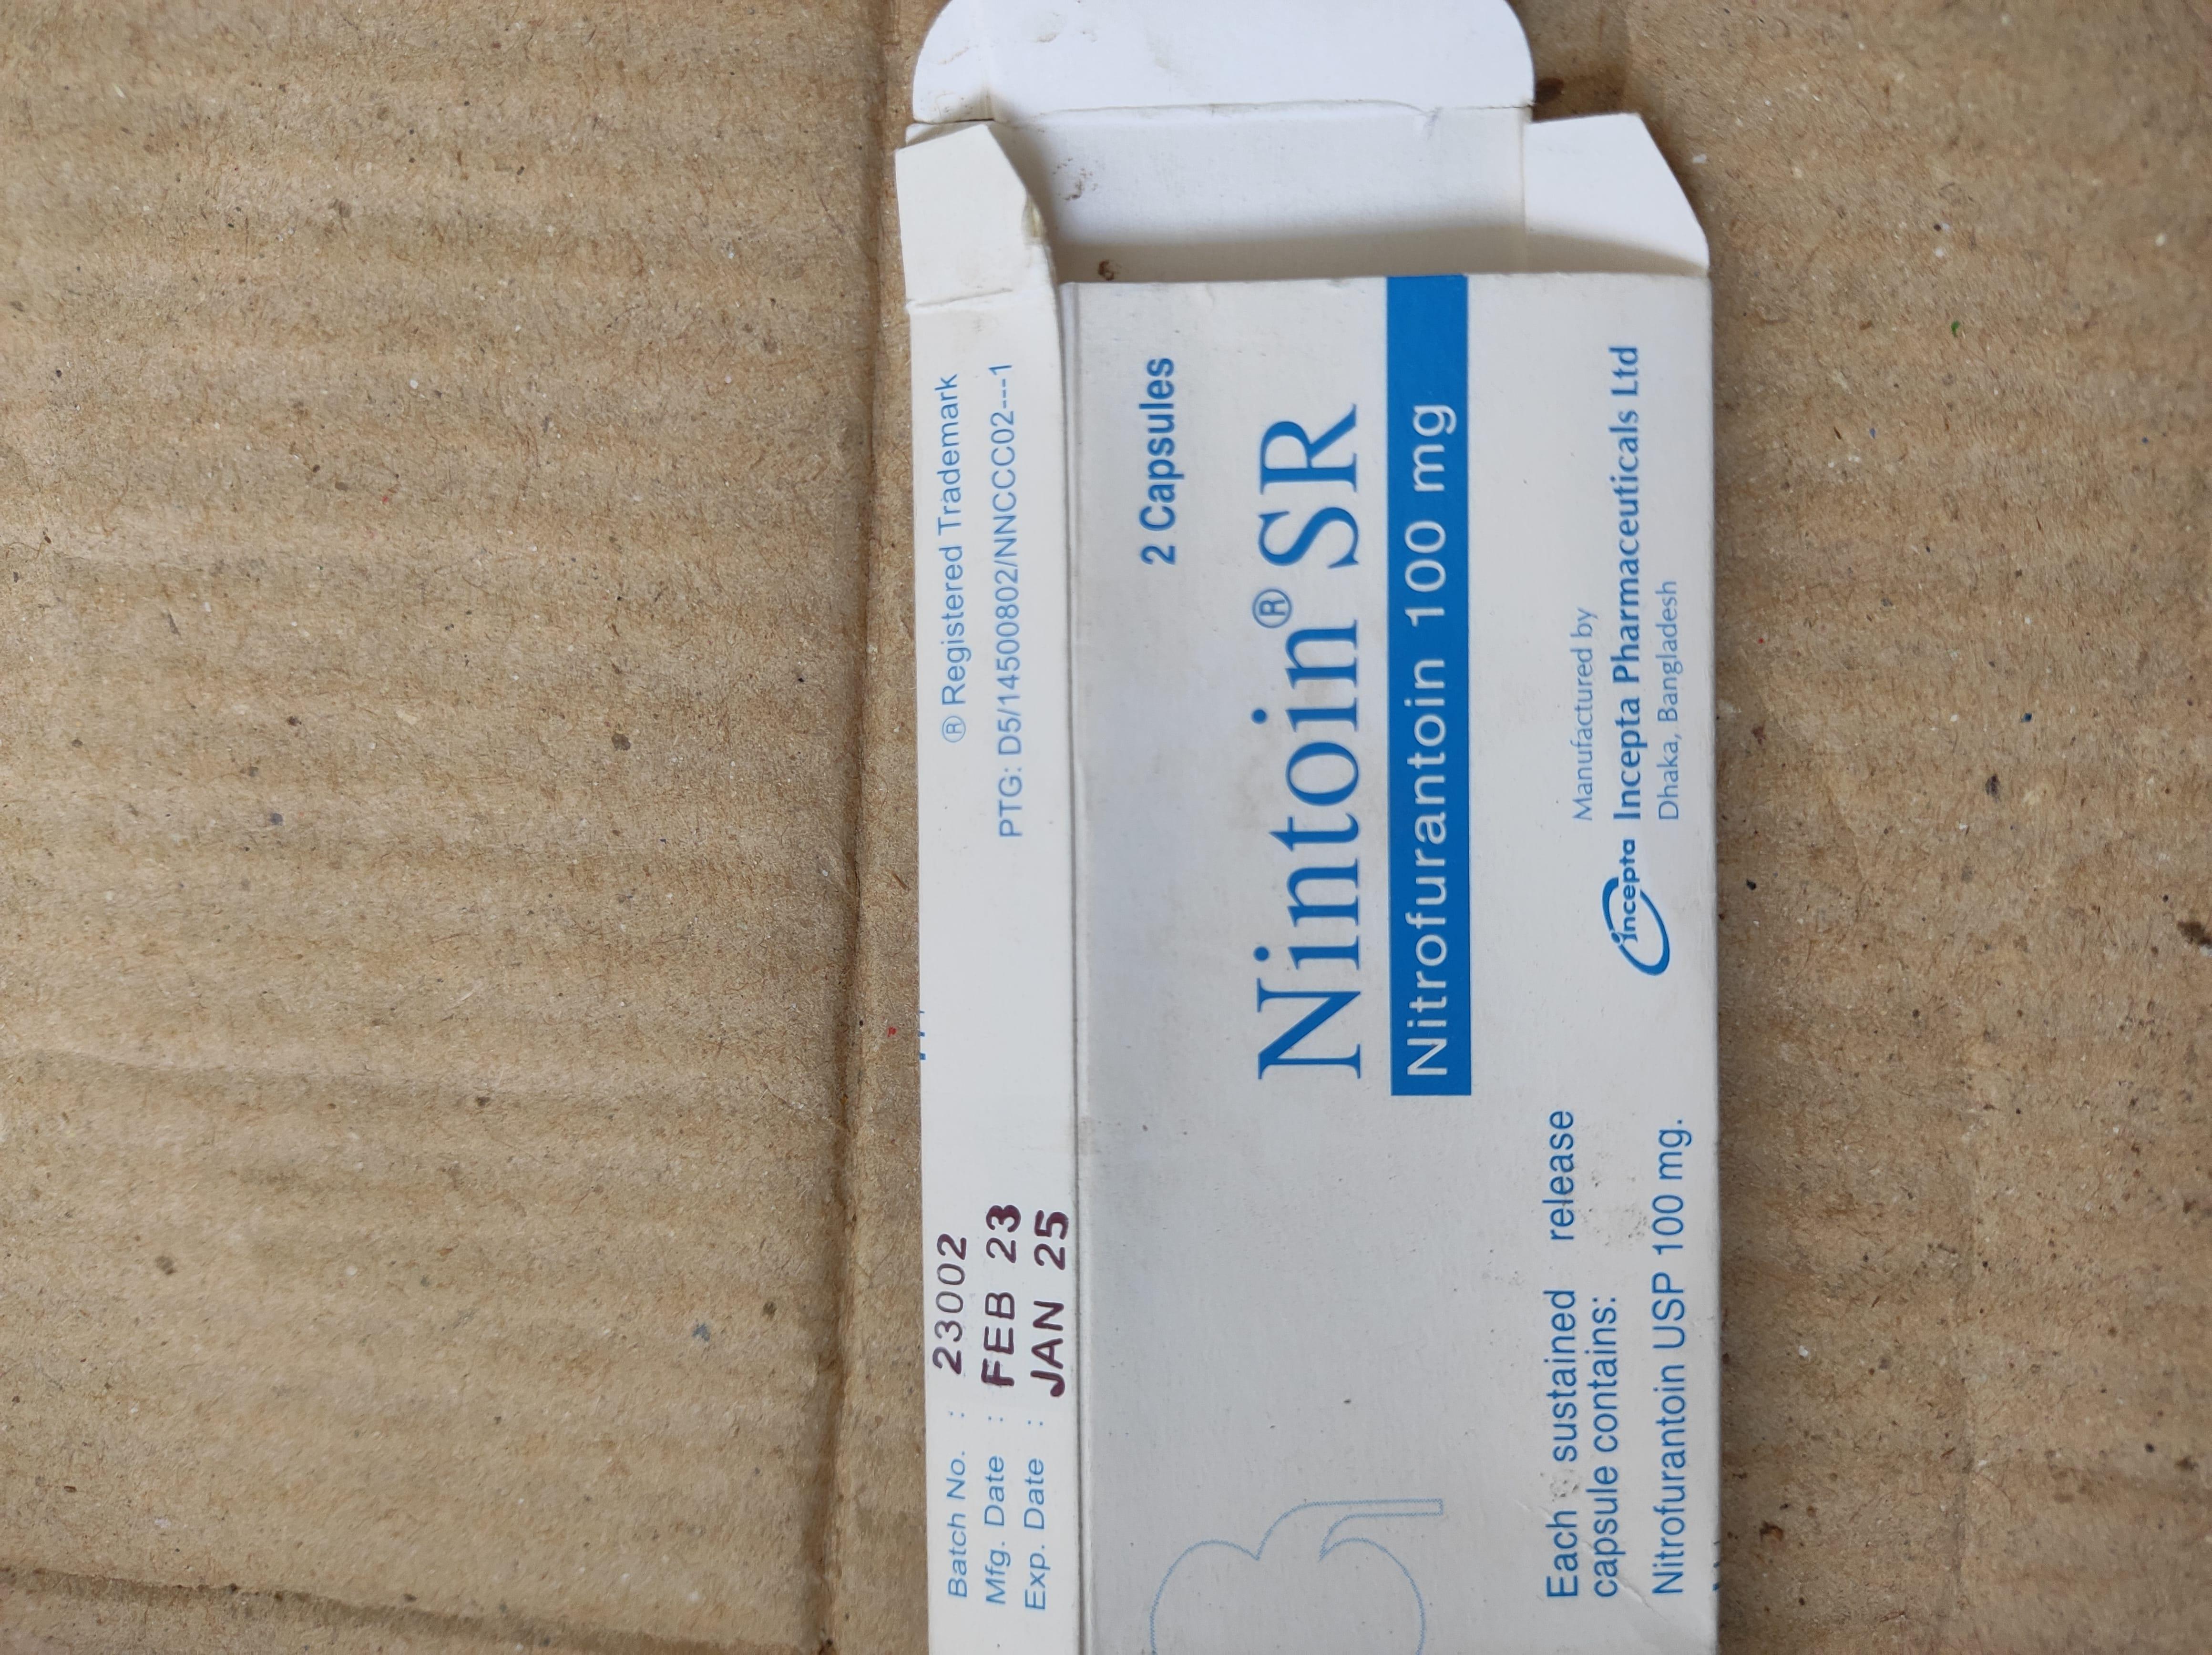 Batch No. : 23002
Mfg. Date : FEB 23
Exp. Date : JAN 25
® Registered Trademark
PTG: D5/14500802/NNCCC02---1
2 Capsules
Nintoin® SR
Nitrofurantoin 100 mg
Each sustained release
capsule contains:
Nitrofurantoin USP 100 mg.
incepta
Manufactured by
Incepta Pharmaceuticals Ltd
Dhaka, Bangladesh